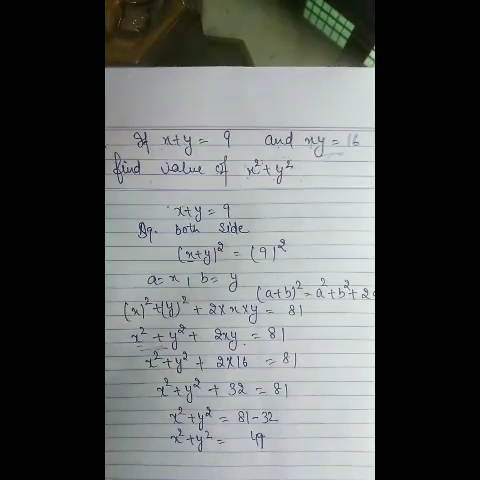 If x+y = 9 and xy = 16
find value of x²+y²
x+y = 9
Sq. both side
(x+y)² = (9)²
a=x, b=y
(a+b)² = a²+b²+2a
(x)²+(y)² + 2×x×y = 81
x² + y² + 2xy = 81
x²+y² + 2×16 = 81
x²+y² + 32 = 81
x²+y² = 81-32
x²+y² = 49